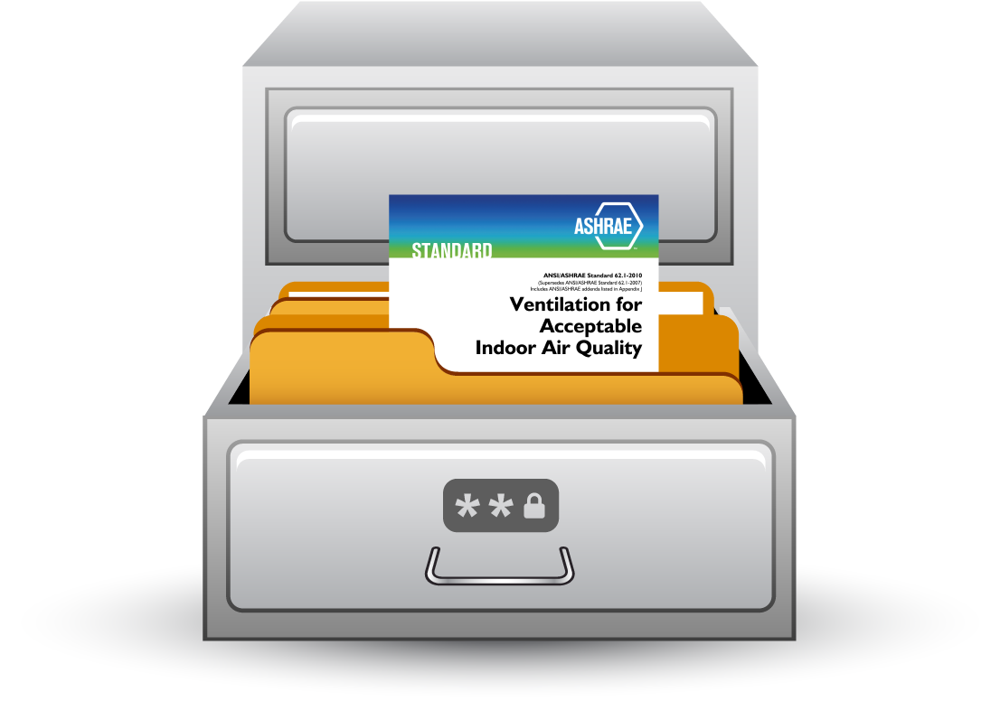 ASHRAE
STANDARD
ANSI/ASHRAE Standard 62.1-2010
(Supersedes ANSI/ASHRAE Standard 62.1-2007)
Includes ANSI/ASHRAE addenda listed in Appendix J
Ventilation for
Acceptable
Indoor Air Quality
**